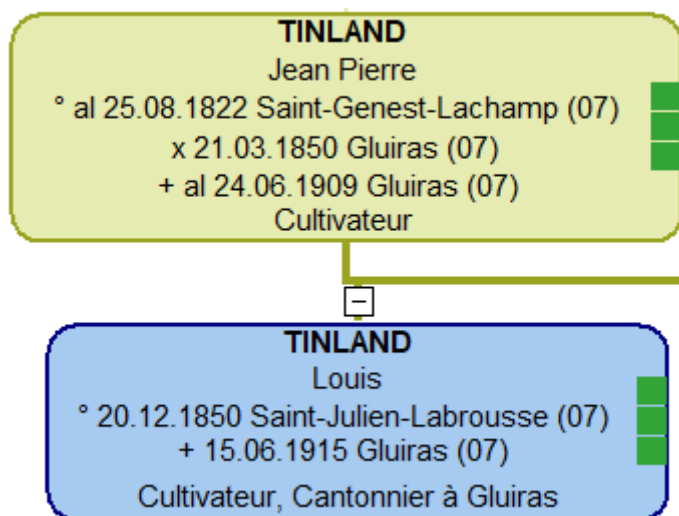 TINLAND
Jean Pierre
° al 25.08.1822 Saint-Genest-Lachamp (07)
x 21.03.1850 Gluiras (07)
+ al 24.06.1909 Gluiras (07)
Cultivateur
TINLAND
Louis
° 20.12.1850 Saint-Julien-Labrousse (07)
+ 15.06.1915 Gluiras (07)
Cultivateur, Cantonnier à Gluiras